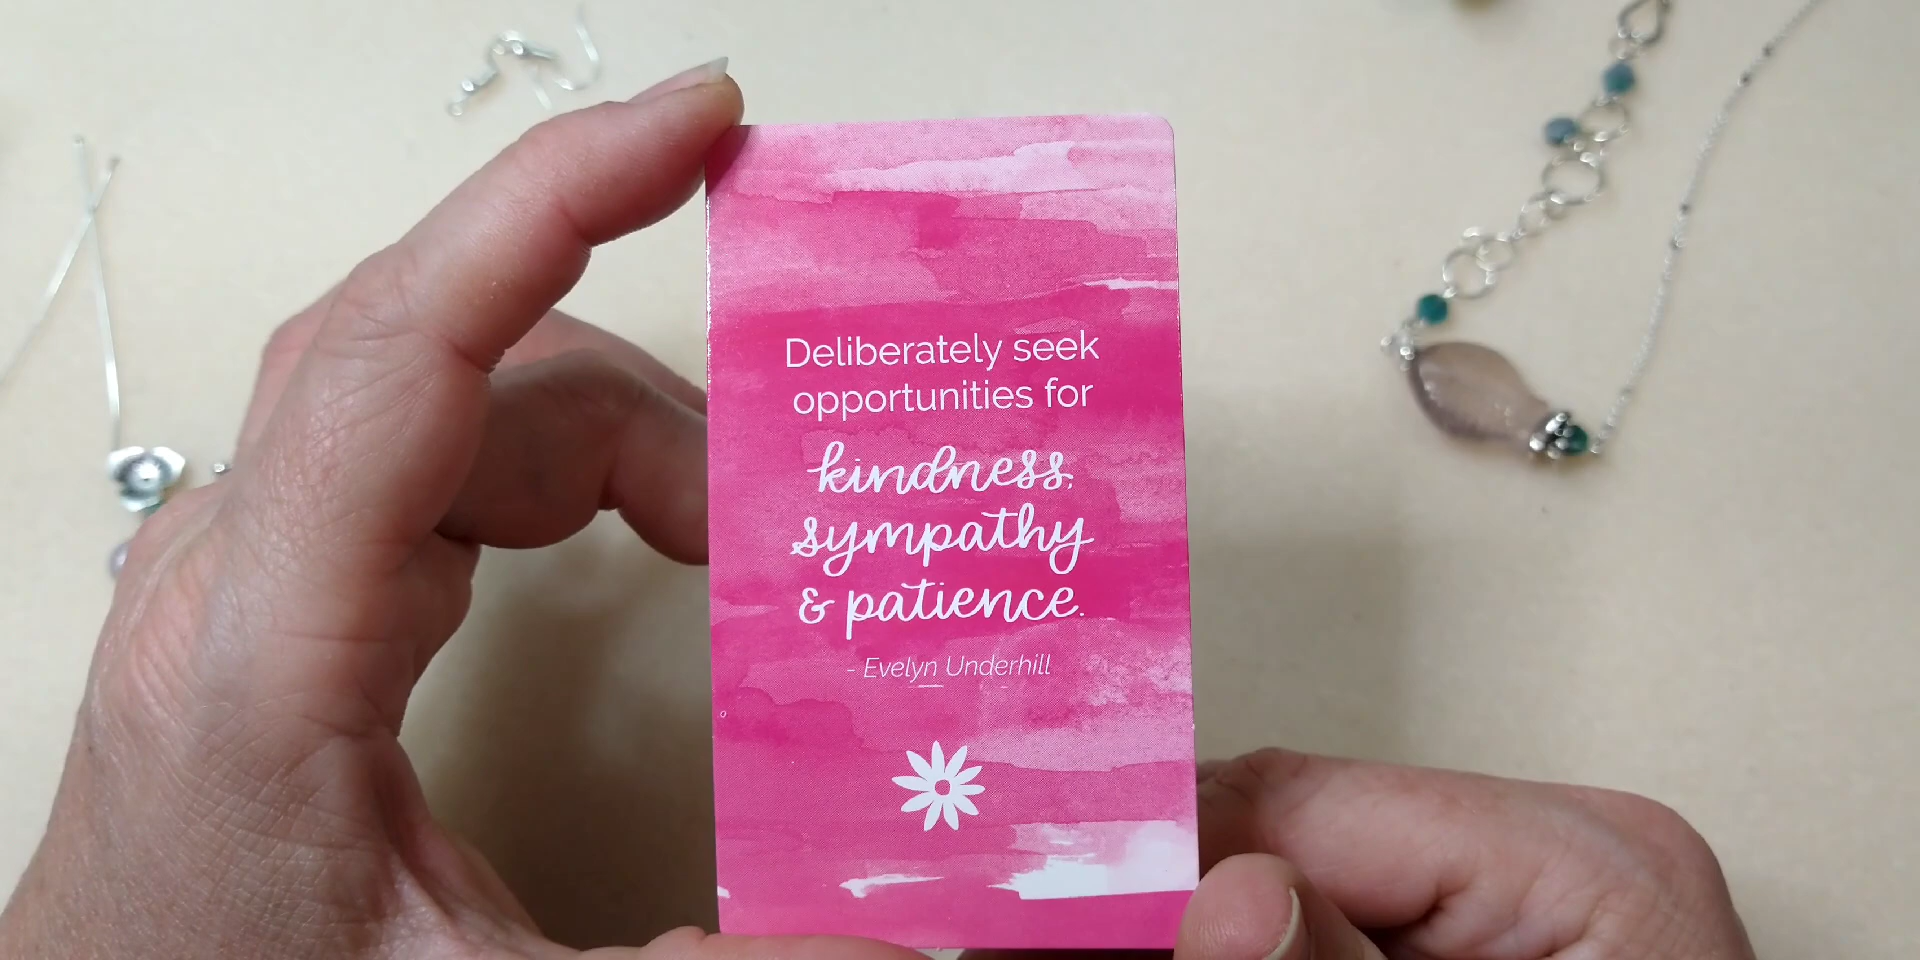 Deliberately seek
opportunities for
kindness,
sympathy
& patience.
- Evelyn Underhill